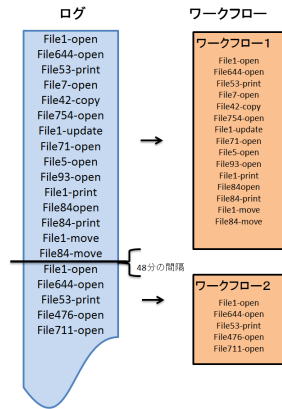 ログ
File1-open
File644-open
File53-print
File7-open
File42-copy
File754-open
File1-update
File71-open
File5-open
File93-open
File1-print
File84open
File84-print
File1-move
File84-move
File1-open
File644-open
File53-print
File476-open
File711-open
48分の間隔
ワークフロー
ワークフロー1
File1-open
File644-open
File53-print
File7-open
File42-copy
File754-open
File1-update
File71-open
File5-open
File93-open
File1-print
File84open
File84-print
File1-move
File84-move
ワークフロー2
File1-open
File644-open
File53-print
File476-open
File711-open